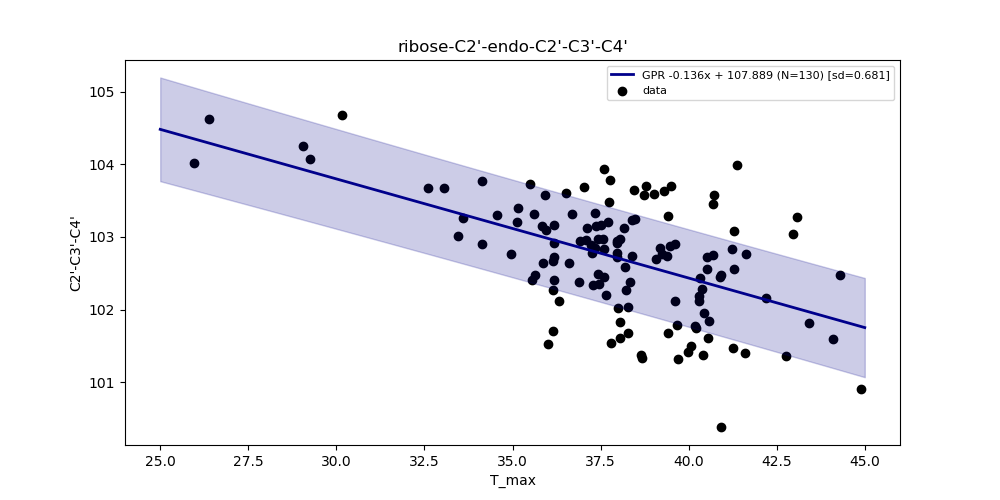 ribose-C2'-endo-C2'-C3'-C4'
GPR -0.136x + 107.889 (N=130) [sd=0.681]
data
C2'-C3'-C4'
105
104
103
102
101
25.0 27.5 30.0 32.5 35.0 37.5 40.0 42.5 45.0
T_max